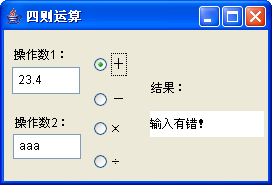 四则运算
操作数1：
23.4
＋
－
×
÷
操作数2：
aaa
结果：
输入有错！